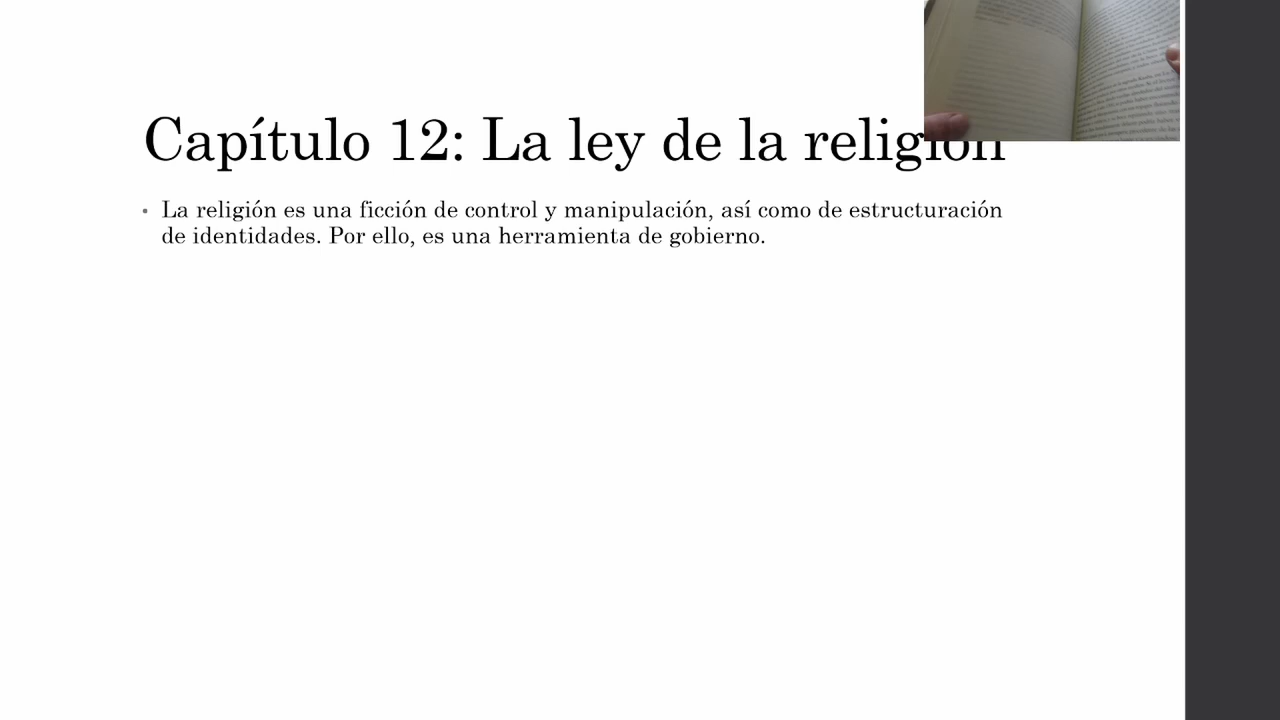 Capítulo 12: La ley de la religión
La religión es una ficción de control y manipulación, así como de estructuración
de identidades. Por ello, es una herramienta de gobierno.